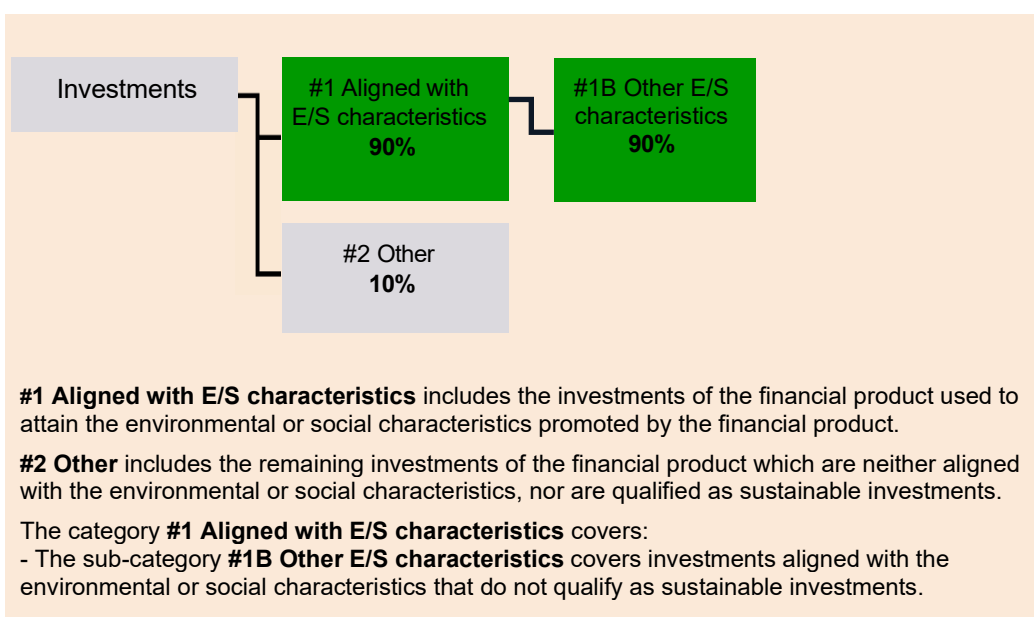 Investments
#1 Aligned with
E/S characteristics
90%
#1B Other E/S
characteristics
90%
#2 Other
10%
#1 Aligned with E/S characteristics includes the investments of the financial product used to
attain the environmental or social characteristics promoted by the financial product.
#2 Other includes the remaining investments of the financial product which are neither aligned
with the environmental or social characteristics, nor are qualified as sustainable investments.
The category #1 Aligned with E/S characteristics covers:
- The sub-category #1B Other E/S characteristics covers investments aligned with the
environmental or social characteristics that do not qualify as sustainable investments.